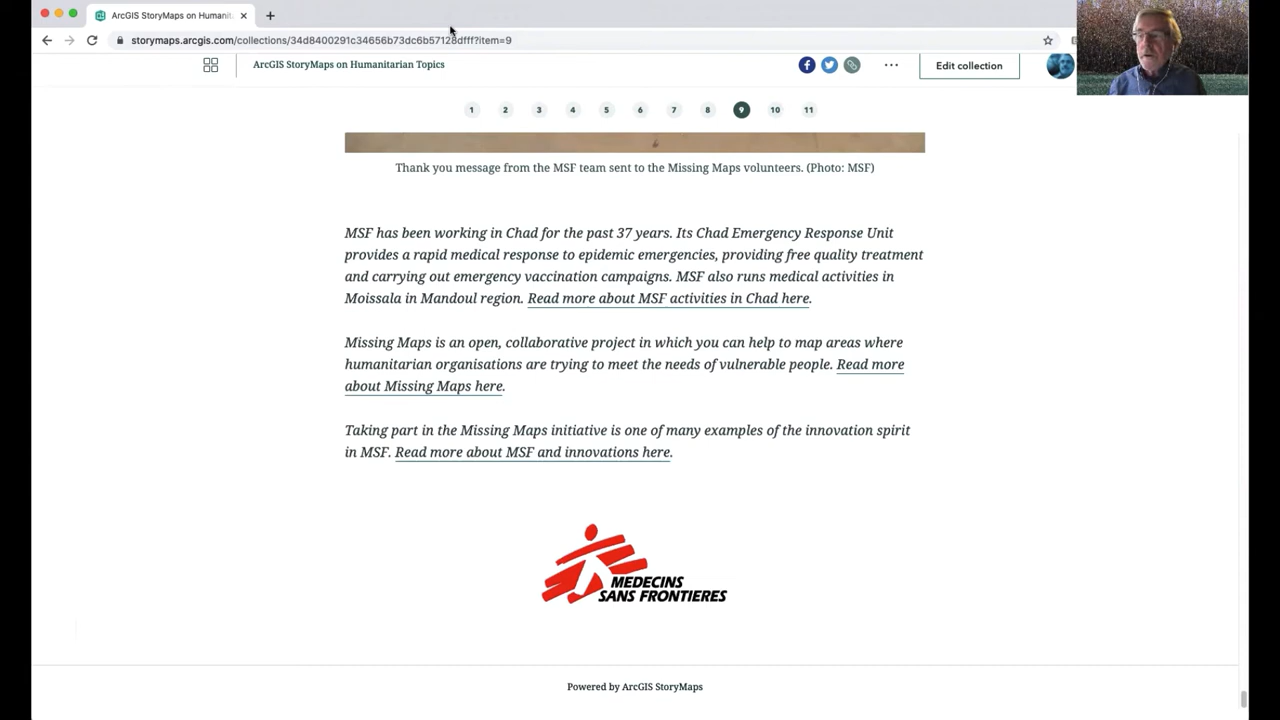 ArcGIS StoryMaps on Humanit
storymaps.arcgis.com/collections/34d8400291c34656b73dc6b57128dfff?item=9
ArcGIS StoryMaps on Humanitarian Topics
Edit collection
1 2 3 4 5 6 7 8 9 10 11
Thank you message from the MSF team sent to the Missing Maps volunteers. (Photo: MSF)
MSF has been working in Chad for the past 37 years. Its Chad Emergency Response Unit
provides a rapid medical response to epidemic emergencies, providing free quality treatment
and carrying out emergency vaccination campaigns. MSF also runs medical activities in
Moissala in Mandoul region. Read more about MSF activities in Chad here.
Missing Maps is an open, collaborative project in which you can help to map areas where
humanitarian organisations are trying to meet the needs of vulnerable people. Read more
about Missing Maps here.
Taking part in the Missing Maps initiative is one of many examples of the innovation spirit
in MSF. Read more about MSF and innovations here.
MEDECINS
SANS FRONTIERES
Powered by ArcGIS StoryMaps